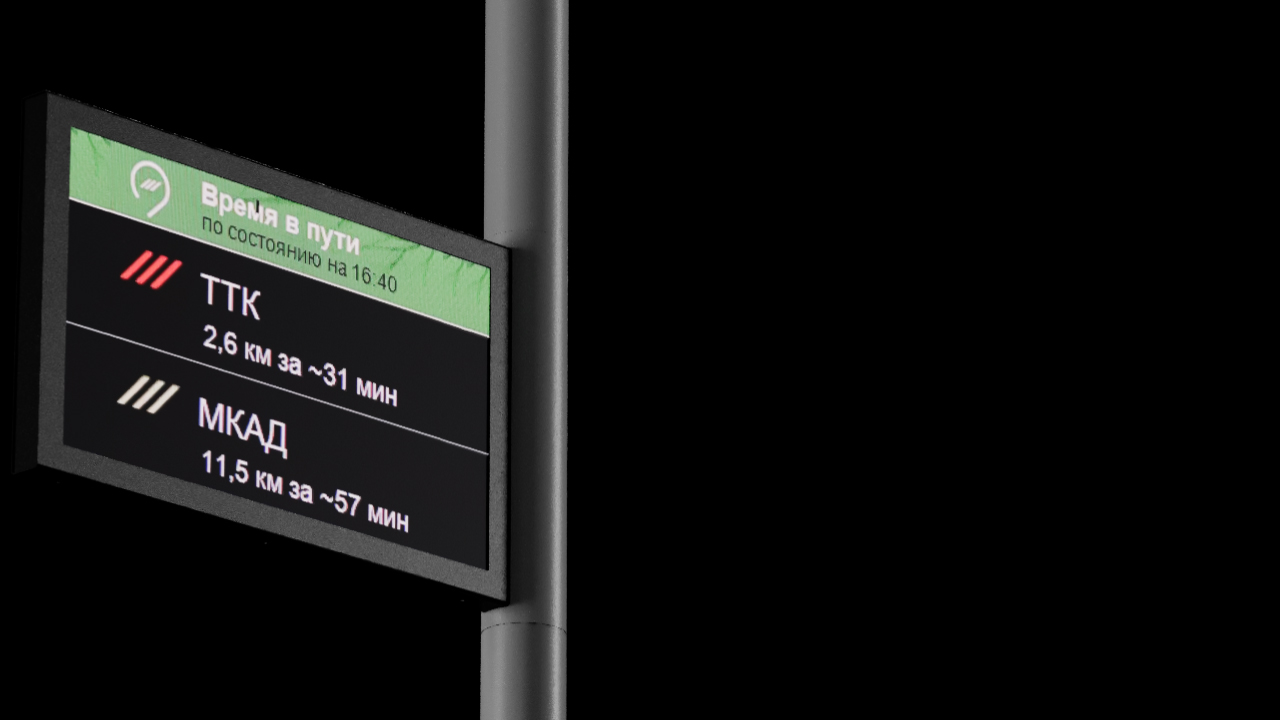 Время в пути
по состоянию на 16:40
ТТК
2,6 км за ~31 мин
МКАД
11,5 км за ~57 мин